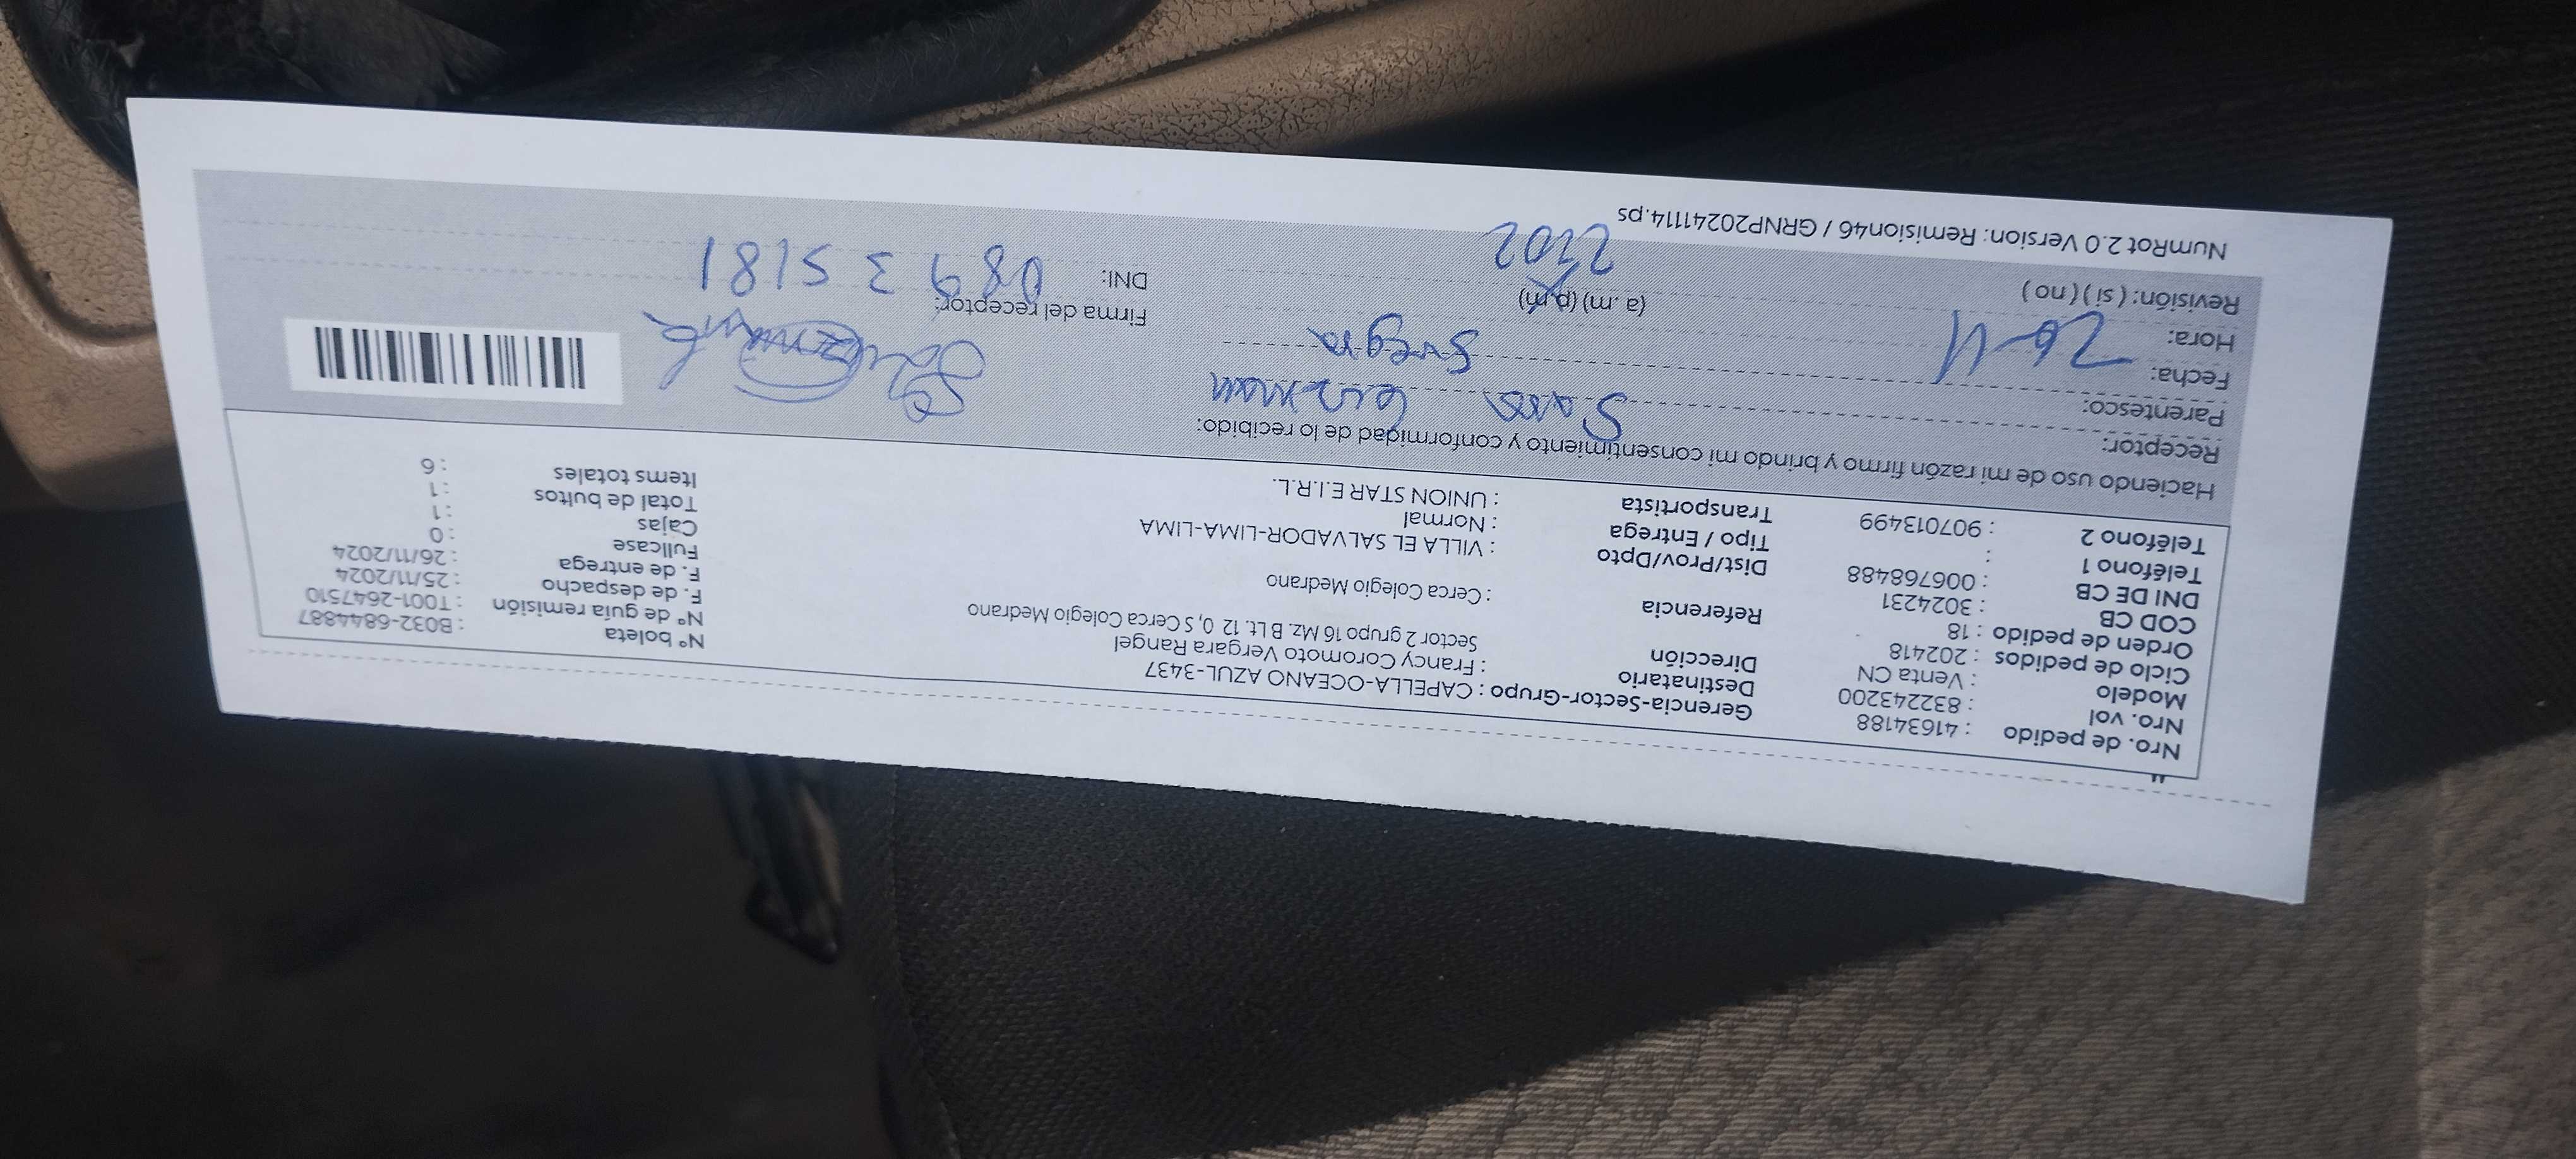 Nro. de pedido : 41634188
Nro. vol : 832243200
Modelo : Venta CN
Ciclo de pedidos : 202418
Orden de pedido : 18
COD CB : 3024231
DNI DE CB : 006768488
Teléfono 1 :
Teléfono 2 : 907013499
Gerencia-Sector-Grupo : CAPELLA-OCEANO AZUL-3437
Destinatario : Francy Coromoto Vergara Rangel
Dirección Sector 2 grupo 16 Mz. B Lt. 12 0, S Cerca Colegio Medrano
Referencia : Cerca Colegio Medrano
Dist/Prov/Dpto : VILLA EL SALVADOR-LIMA-LIMA
Tipo / Entrega : Normal
Transportista : UNION STAR E.I.R.L.
N° boleta : B032-6844887
N° de guía remisión : T001-2647510
F. de despacho : 25/11/2024
F. de entrega : 26/11/2024
Fullcase : 0
Cajas : 1
Total de bultos : 1
Items totales : 6
Haciendo uso de mi razón firmo y brindo mi consentimiento y conformidad de lo recibido:
Receptor: Sara Guzman
Parentesco: Suegra
Fecha: 26-11
Hora: (a. m) (p.m)
Revisión: ( si ) ( no ) 2202
Firma del receptor:
DNI: 08935181
NumRot 2.0 Version: Remision46 / GRNP20241114.ps